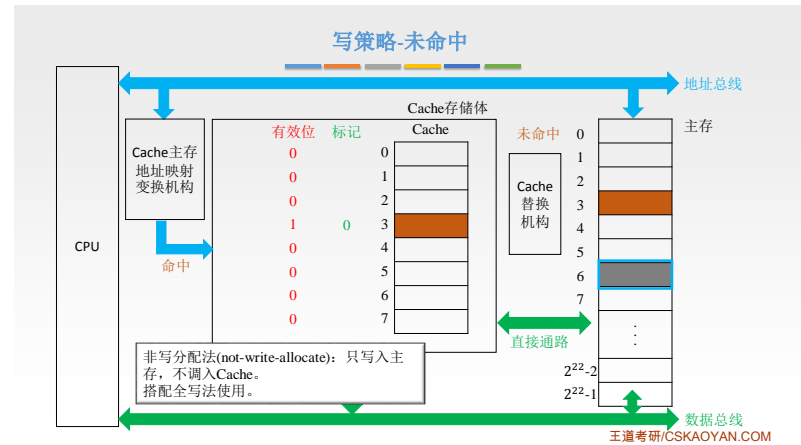 写策略-未命中
地址总线
Cache存储体
有效位 标记 Cache
未命中
主存
Cache主存
地址映射
变换机构
CPU
命中
0 0
0 1
0 2
1 0 3
0 4
0 5
0 6
0 7
Cache
替换
机构
0
1
2
3
4
5
6
7
⋮
2²²-2
2²²-1
直接通路
非写分配法(not-write-allocate)：只写入主
存，不调入Cache。
搭配全写法使用。
数据总线
王道考研/CSKAOYAN.COM